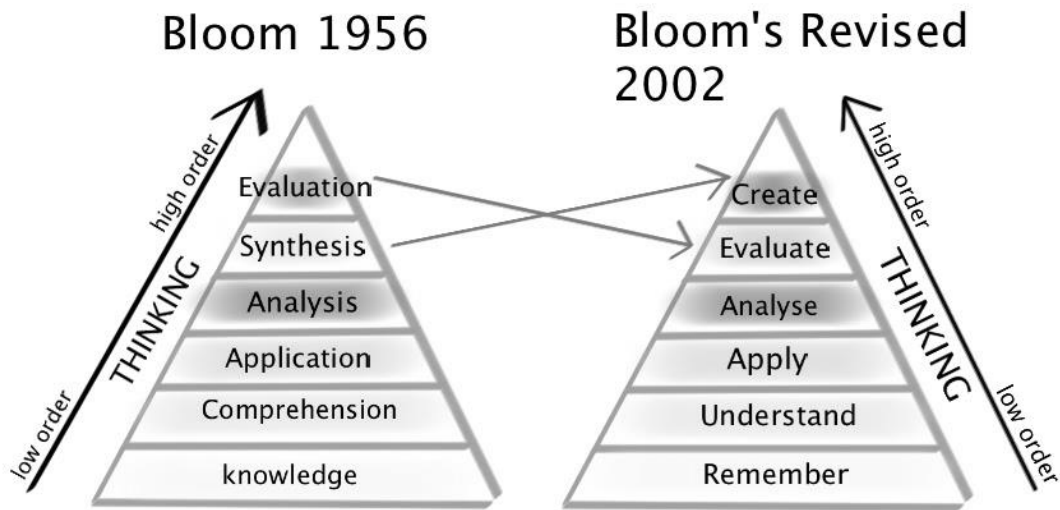 Bloom 1956
high order
THINKING
low order
Evaluation
Synthesis
Analysis
Application
Comprehension
knowledge
Bloom's Revised
2002
Create
Evaluate
Analyse
Apply
Understand
Remember
high order
THINKING
low order